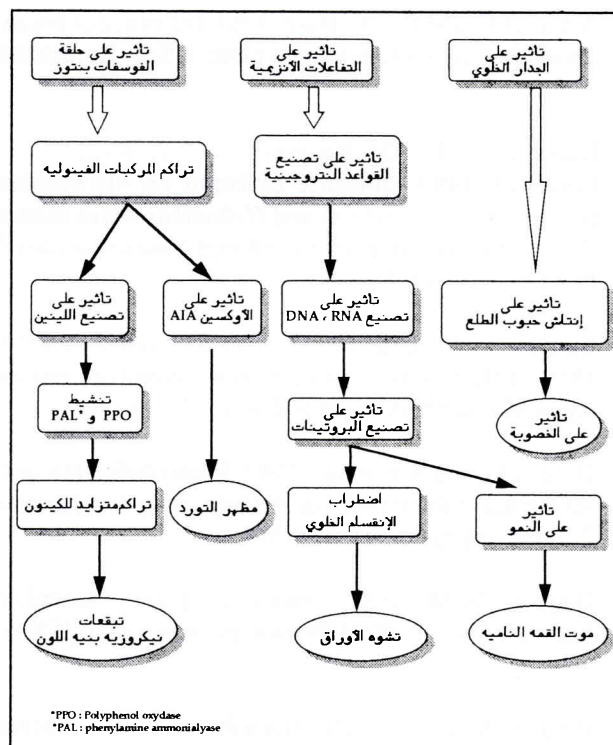 تأثير على
الجدار الخلوي
تأثير على
التفاعلات الأنزيمية
تأثير على حلقة
الفوسفات بنتوز
تأثير على تصنيع
القواعد النتروجينية
تراكم المركبات الفينوليه
تأثير على
إنتاش حبوب الطلع
تأثير على
تصنيع DNA ، RNA
تأثير على
الأوكسين AIA
تأثير على
تصنيع اللينين
تأثير
على الخصوبة
تأثير على
تصنيع البروتينات
تنشيط
PPO و PAL*
تأثير
على النمو
اضطراب
الإنقسام الخلوي
مظهر التورد
تراكم متزايد للكينون
موت القمه الناميه
تشوه الأوراق
تبقعات
نيكروزيه بنيه اللون
*PPO : Polyphenol oxydase
*PAL : phenylamine ammonialyase